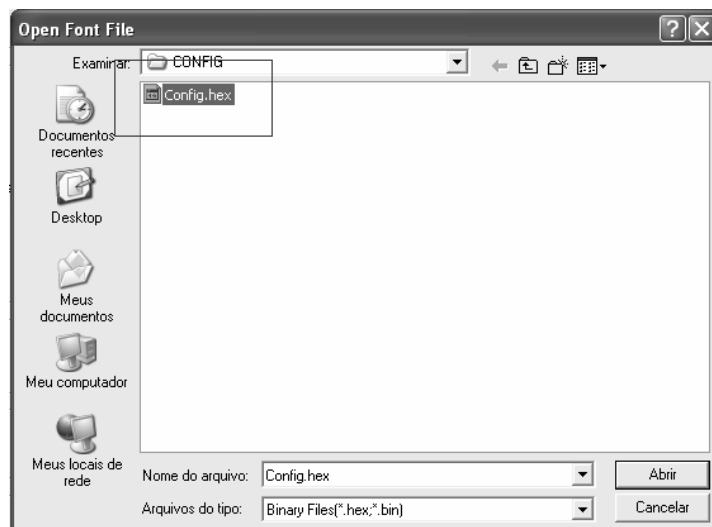 Open Font File
Examinar:
CONFIG
Config.hex
Documentos
recentes
Desktop
Meus
documentos
Meu computador
Meus locais de
rede
Nome do arquivo:
Config.hex
Abrir
Arquivos do tipo:
Binary Files(*.hex;*.bin)
Cancelar